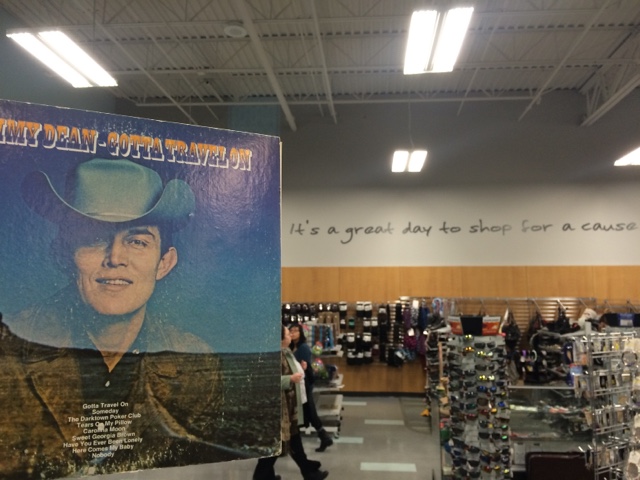 MMY DEAN - GOTTA TRAVEL ON
It's a great day to shop for a cause
Gotta Travel On
Someday
The Darktown Poker Club
Tears On My Pillow
Carolina Moon
Sweet Georgia Brown
Have You Ever Been Lonely
Here Comes My Baby
Nobody